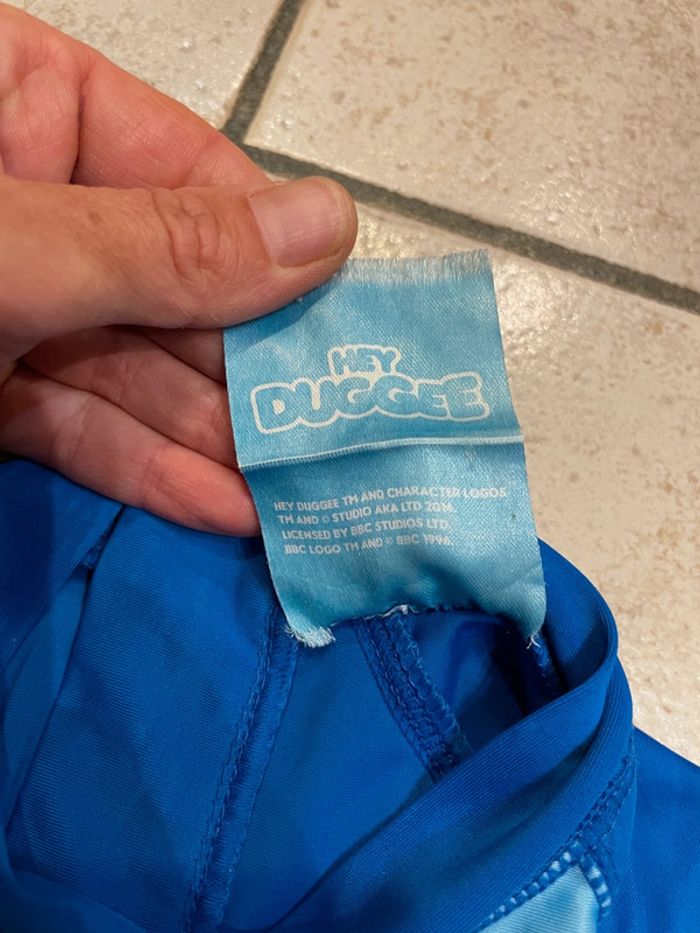 HEY
DUGGEE
HEY DUGGEE TM AND CHARACTER LOGOS
TM AND © STUDIO AKA LTD 2014.
LICENSED BY BBC STUDIOS LTD.
BBC LOGO TM AND © BBC 1996.